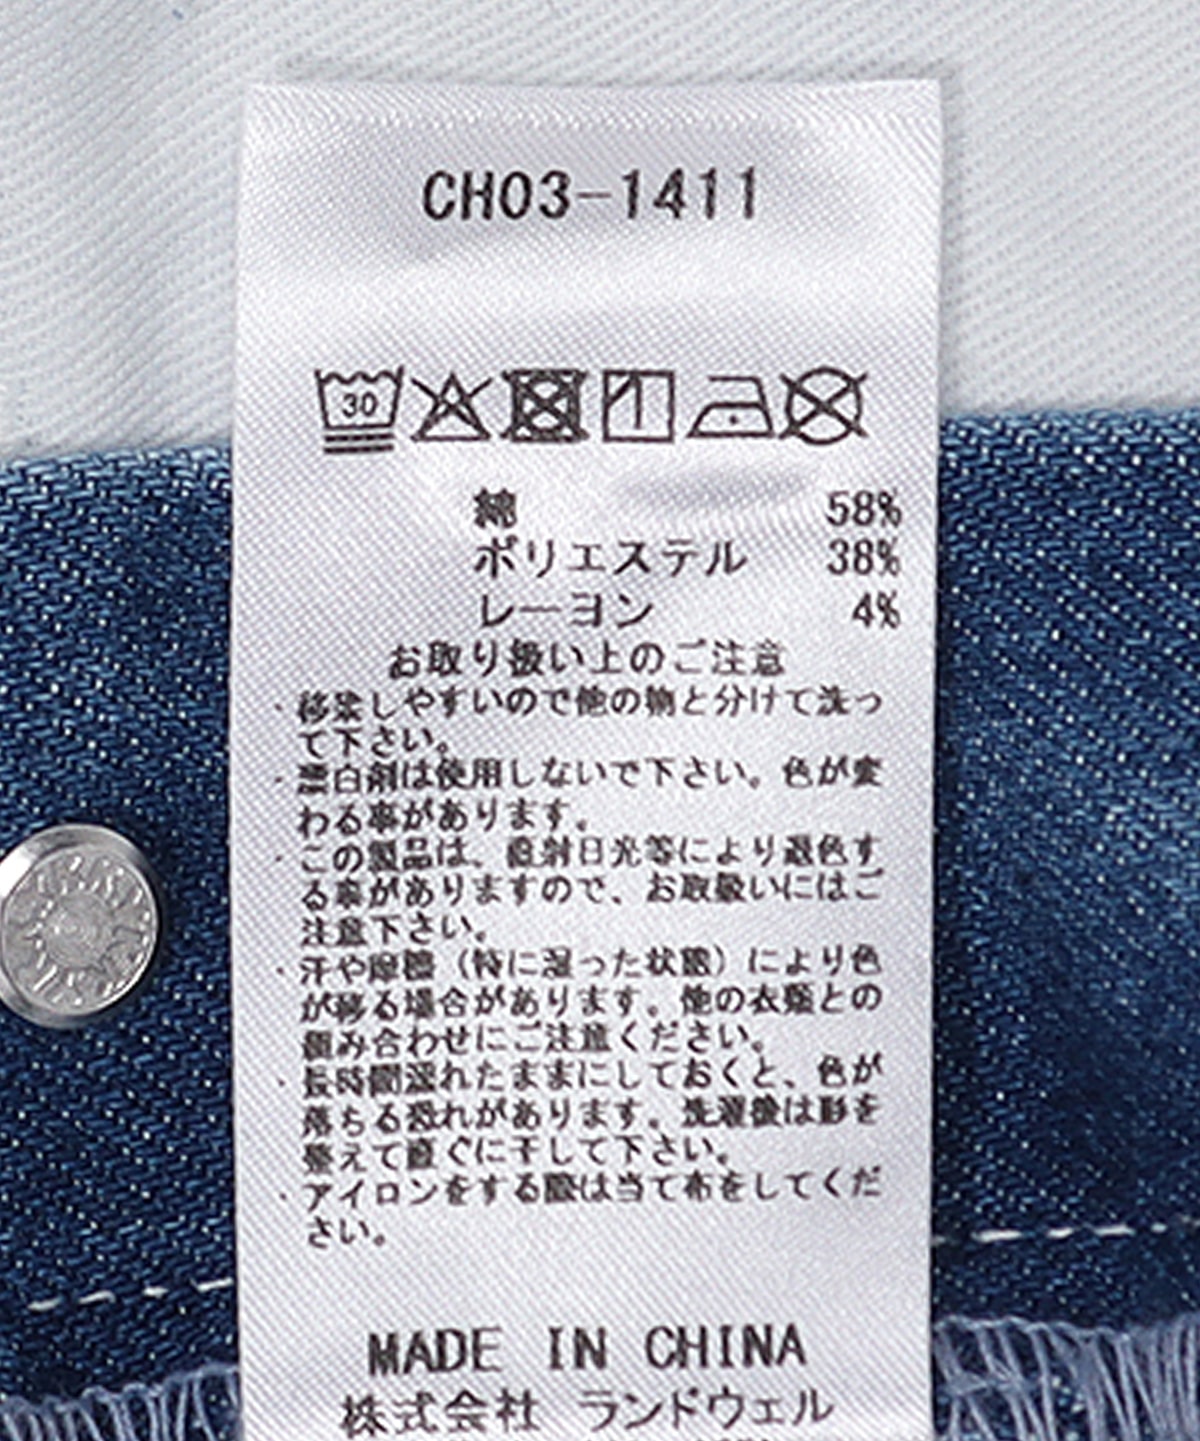 CH03-1411
30
綿 58%
ポリエステル 38%
レーヨン 4%
お取り扱い上のご注意
・移染しやすいので他の物と分けて洗っ
て下さい。
・漂白剤は使用しないで下さい。色が変
わる事があります。
・この製品は、直射日光等により退色す
る事がありますので、お取扱いにはご
注意下さい。
・汗や摩擦（特に湿った状態）により色
が移る場合があります。他の衣類との
組み合わせにご注意ください。
・長時間濡れたままにしておくと、色が
落ちる恐れがあります。洗濯後は形を
整えて直ぐに干して下さい。
・アイロンをする際は当て布をしてくだ
さい。
MADE IN CHINA
株式会社 ランドウェル